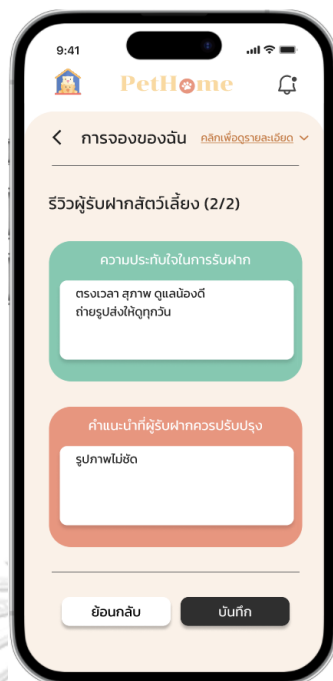 9:41
PetHome
การจองของฉัน คลิกเพื่อดูรายละเอียด
รีวิวผู้รับฝากสัตว์เลี้ยง (2/2)
ความประทับใจในการรับฝาก
ตรงเวลา สุภาพ ดูแลน้องดี
ถ่ายรูปส่งให้ดูทุกวัน
คำแนะนำที่ผู้รับฝากควรปรับปรุง
รูปภาพไม่ชัด
ย้อนกลับ บันทึก